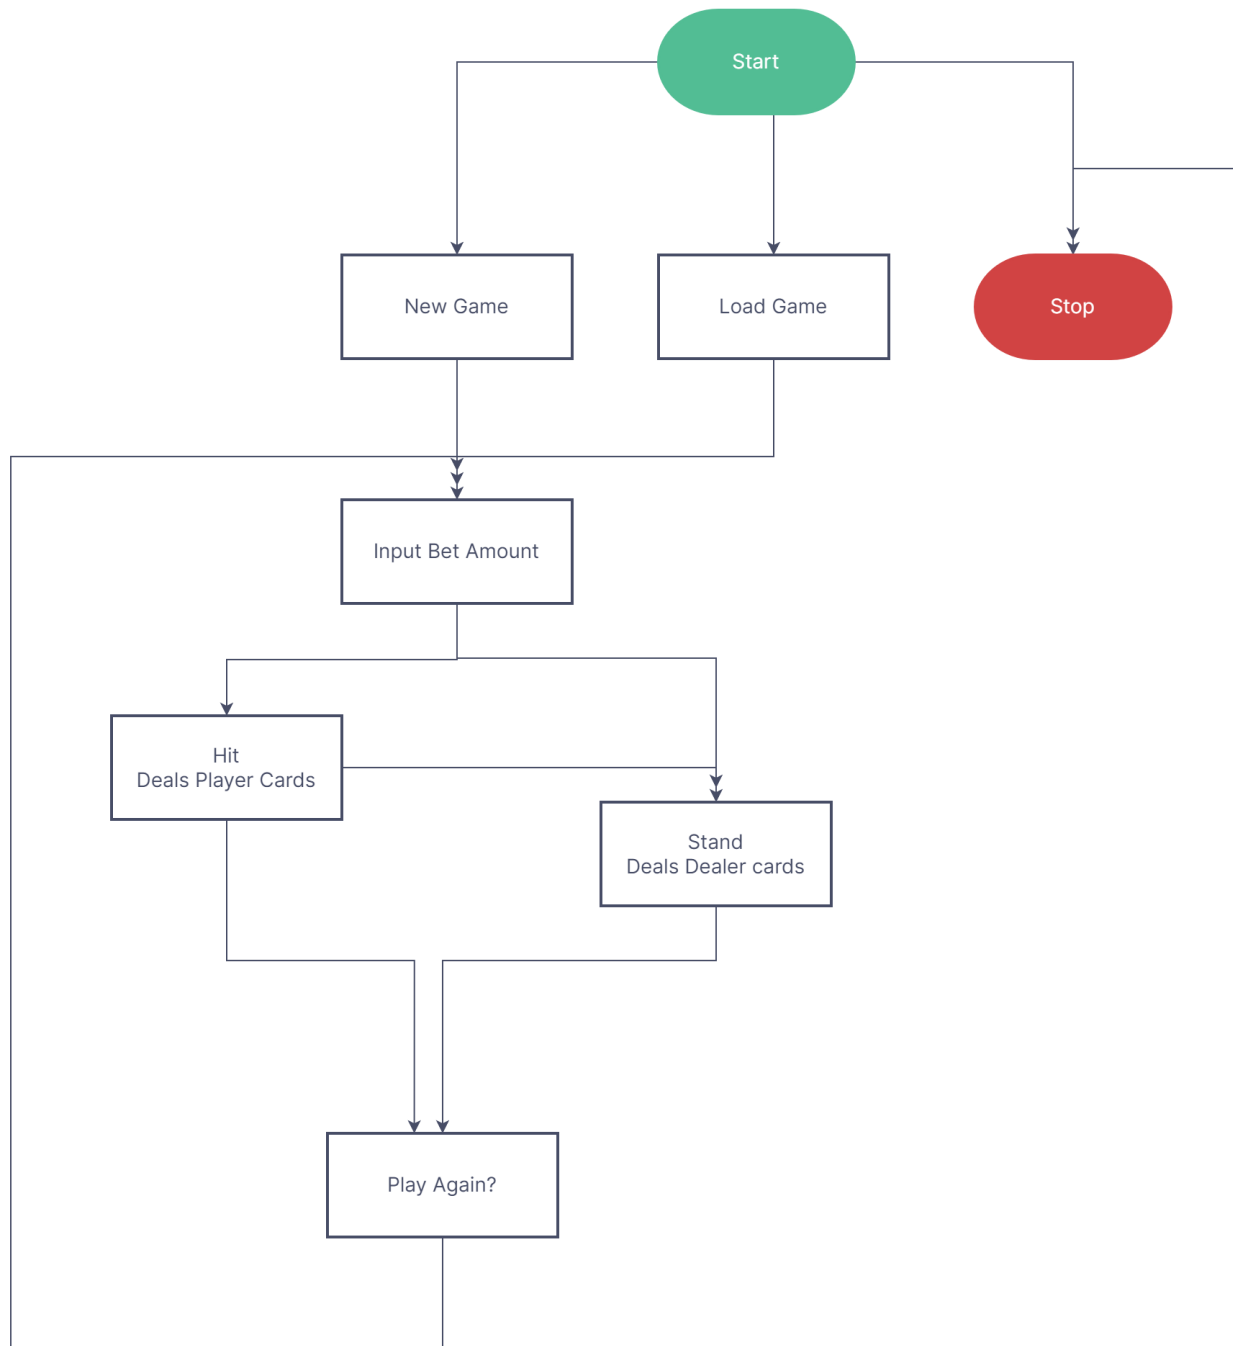 Start
New Game
Load Game
Stop
Input Bet Amount
Hit
Deals Player Cards
Stand
Deals Dealer cards
Play Again?